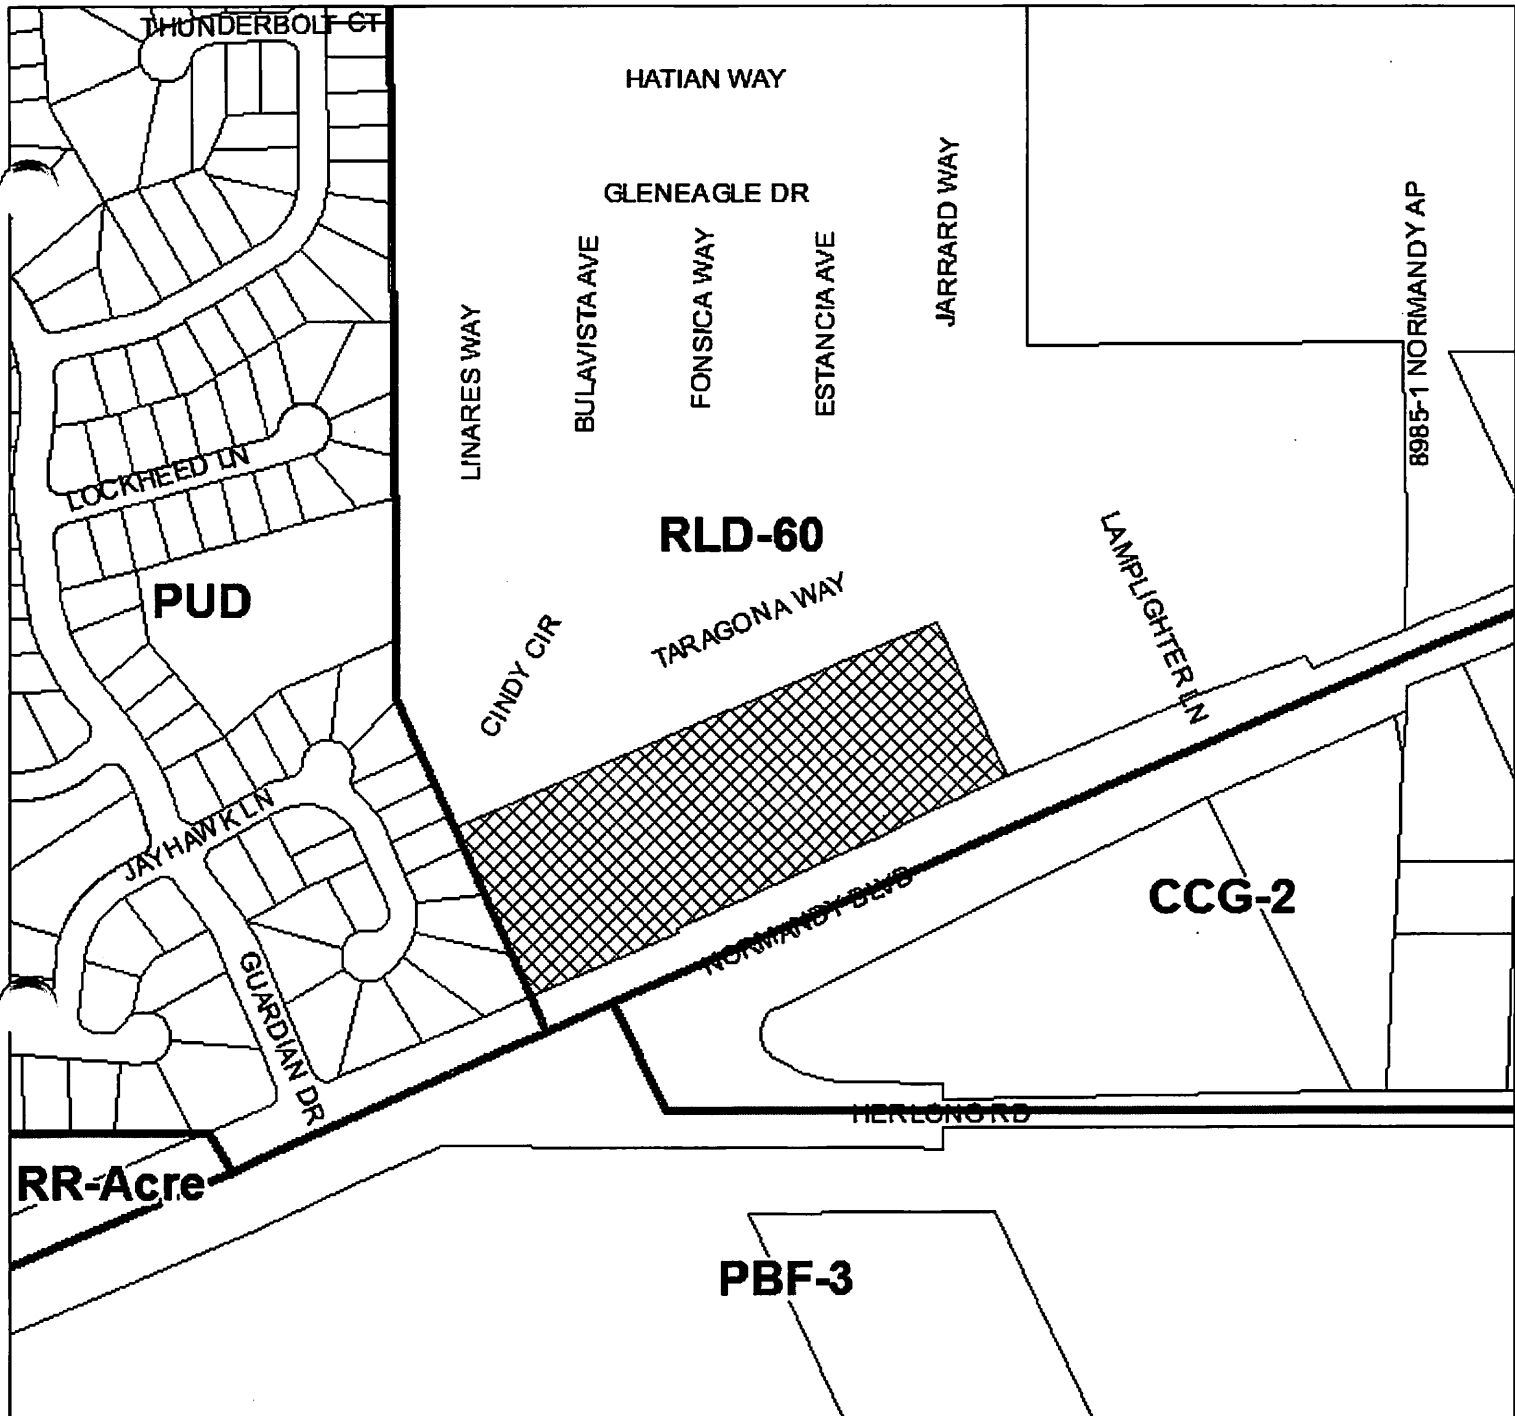 THUNDERBOLT CT
HATIAN WAY
GLENEAGLE DR
JARRARD WAY
8985-1 NORMANDY AP
LINARES WAY
BULAVISTA AVE
FONSICA WAY
ESTANCIA AVE
LOCKHEED LN
RLD-60
PUD
LAMPLIGHTER LN
TARAGONA WAY
CINDY CIR
JAYHAWK LN
NORMANDY BLVD
CCG-2
GUARDIAN DR
HERLONG RD
RR-Acre
PBF-3